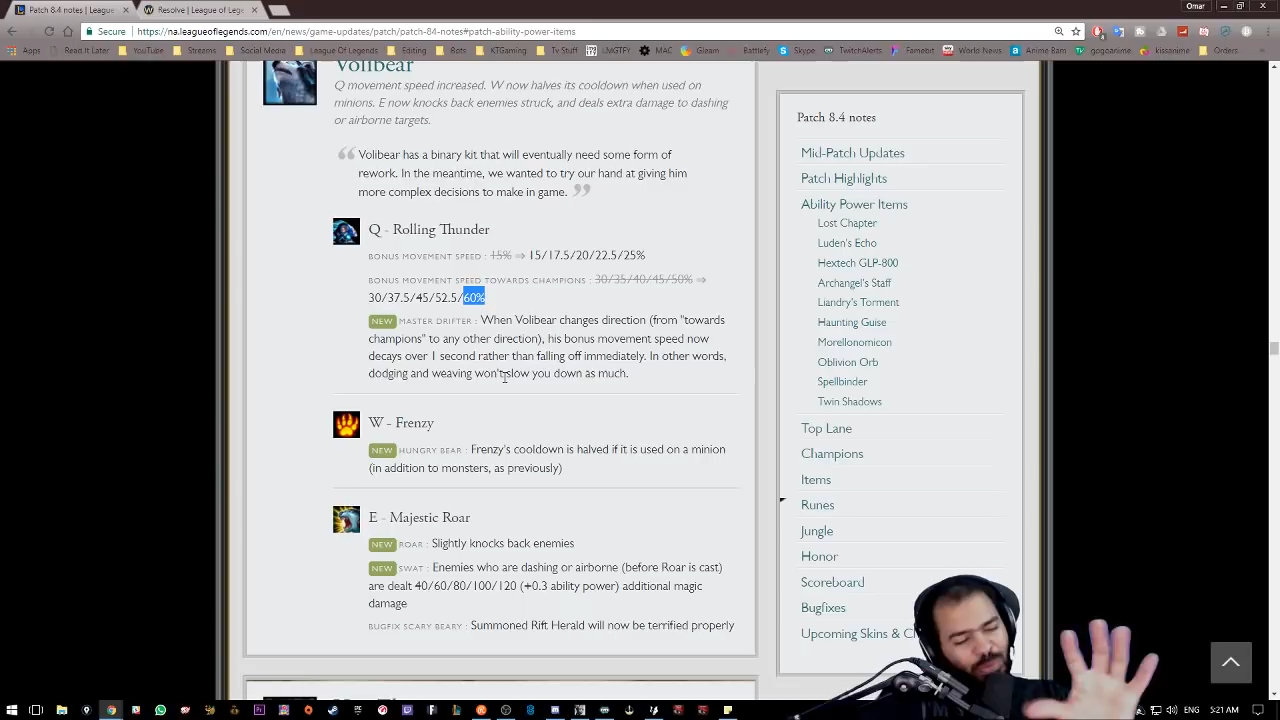 Patch 8.4 notes | League
Resolve | League of Lege
Omar
Secure
https://na.leagueoflegends.com/en/news/game-updates/patch/patch-84-notes#patch-ability-power-items
Apps
Read It Later
YouTube
Streems
Social Media
League Of Legends
Editing
Bots
KTGaming
Tv Stuff
LMGTFY
MAC
Gleam
Battlefy
Skype
TwitchAlerts
Famebit
World News
Anime Bam
gogoanime
kissanime
Orders
Volibear
Q movement speed increased. W now halves its cooldown when used on
minions. E now knocks back enemies struck, and deals extra damage to dashing
or airborne targets.
Volibear has a binary kit that will eventually need some form of
rework. In the meantime, we wanted to try our hand at giving him
more complex decisions to make in game.
Q - Rolling Thunder
BONUS MOVEMENT SPEED : 15% ⇒ 15/17.5/20/22.5/25%
BONUS MOVEMENT SPEED TOWARDS CHAMPIONS : 30/35/40/45/50% ⇒
30/37.5/45/52.5/60%
NEW MASTER DRIFTER : When Volibear changes direction (from "towards
champions" to any other direction), his bonus movement speed now
decays over 1 second rather than falling off immediately. In other words,
dodging and weaving won't slow you down as much.
W - Frenzy
NEW HUNGRY BEAR : Frenzy's cooldown is halved if it is used on a minion
(in addition to monsters, as previously)
E - Majestic Roar
NEW ROAR : Slightly knocks back enemies
NEW SWAT : Enemies who are dashing or airborne (before Roar is cast)
are dealt 40/60/80/100/120 (+0.3 ability power) additional magic
damage
BUGFIX SCARY BEARY : Summoned Rift Herald will now be terrified properly
Patch 8.4 notes
Mid-Patch Updates
Patch Highlights
Ability Power Items
Lost Chapter
Luden's Echo
Hextech GLP-800
Archangel's Staff
Liandry's Torment
Haunting Guise
Morellonomicon
Oblivion Orb
Spellbinder
Twin Shadows
Top Lane
Champions
Items
Runes
Jungle
Honor
Scoreboard
Bugfixes
Upcoming Skins & C
ENG
5:21 AM